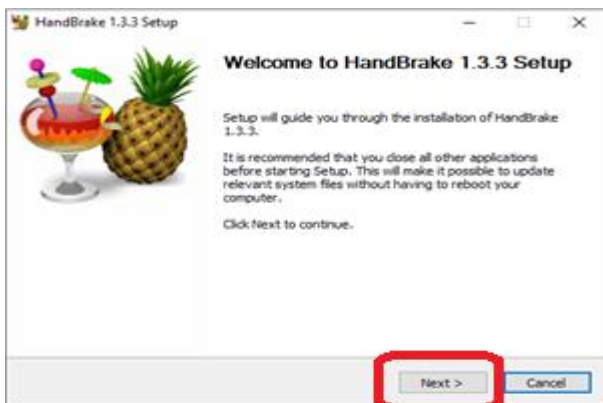 HandBrake 1.3.3 Setup
Welcome to HandBrake 1.3.3 Setup
Setup will guide you through the installation of HandBrake
1.3.3.
It is recommended that you close all other applications
before starting Setup. This will make it possible to update
relevant system files without having to reboot your
computer.
Click Next to continue.
Next > Cancel